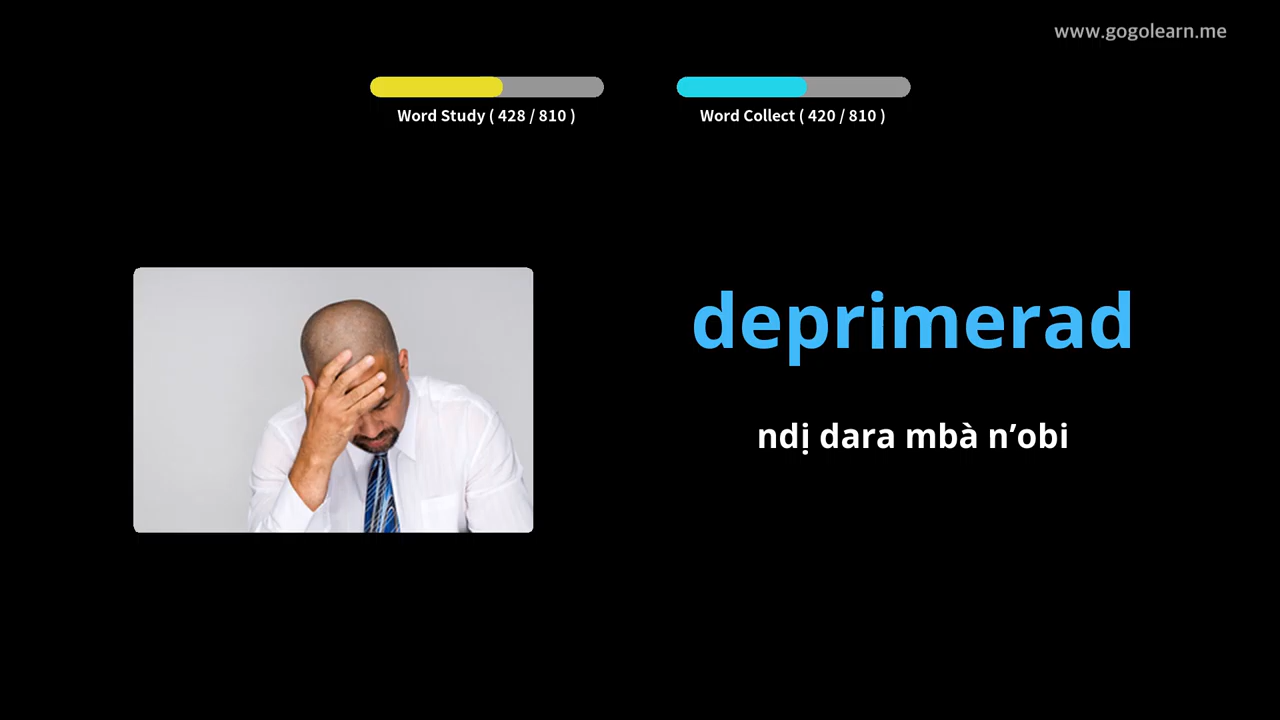 www.gogolearn.me
Word Study ( 428 / 810 )
Word Collect ( 420 / 810 )
deprimerad
ndị dara mbà n’obi